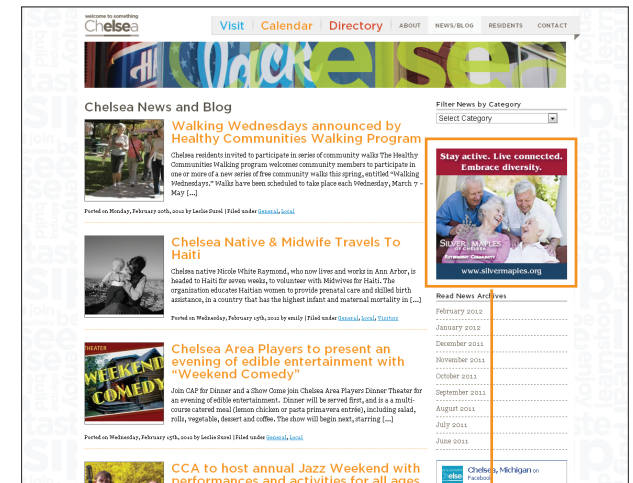 welcome to something
Chelsea
Visit
Calendar
Directory
ABOUT
NEWS/BLOG
RESIDENTS
CONTACT
Chelsea News and Blog
Walking Wednesdays announced by
Healthy Communities Walking Program
Chelsea residents invited to participate in series of community walks The Healthy
Communities Walking program welcomes community members to participate in
one or more of a new series of free community walks this spring, entitled “Walking
Wednesdays.” Walks have been scheduled to take place each Wednesday, March 7 –
May [...]
Posted on Monday, February 20th, 2012 by Leslie Surel | Filed under General, Local
Chelsea Native & Midwife Travels To
Haiti
Chelsea native Nicole White Raymond, who now lives and works in Ann Arbor, is
headed to Haiti for seven weeks, to volunteer with Midwives for Haiti. The
organization educates Haitian women to provide prenatal care and skilled birth
assistance, in a country that has the highest infant and maternal mortality in [...]
Posted on Wednesday, February 15th, 2012 by emily | Filed under General, Local, Visitors
THEATER
WEEKEND
COMEDY
Chelsea Area Players to present an
evening of edible entertainment with
“Weekend Comedy”
Join CAP for Dinner and a Show Come join Chelsea Area Players Dinner Theater for
an evening of edible entertainment. Dinner will be served first, and is a a multi-
course catered meal (lemon chicken or pasta primavera entrée), including salad,
rolls, vegetable, dessert and coffee. The show will begin next, starring [...]
Posted on Wednesday, February 15th, 2012 by Leslie Surel | Filed under General, Local
CCA to host annual Jazz Weekend with
performances and activities for all ages
Filter News by Category
Select Category
Stay active. Live connected.
Embrace diversity.
SILVER MAPLES
OF CHELSEA
RETIREMENT COMMUNITY
www.silvermaples.org
Read News Archives
February 2012
January 2012
December 2011
November 2011
October 2011
September 2011
August 2011
July 2011
June 2011
Chelsea, Michigan on
Facebook